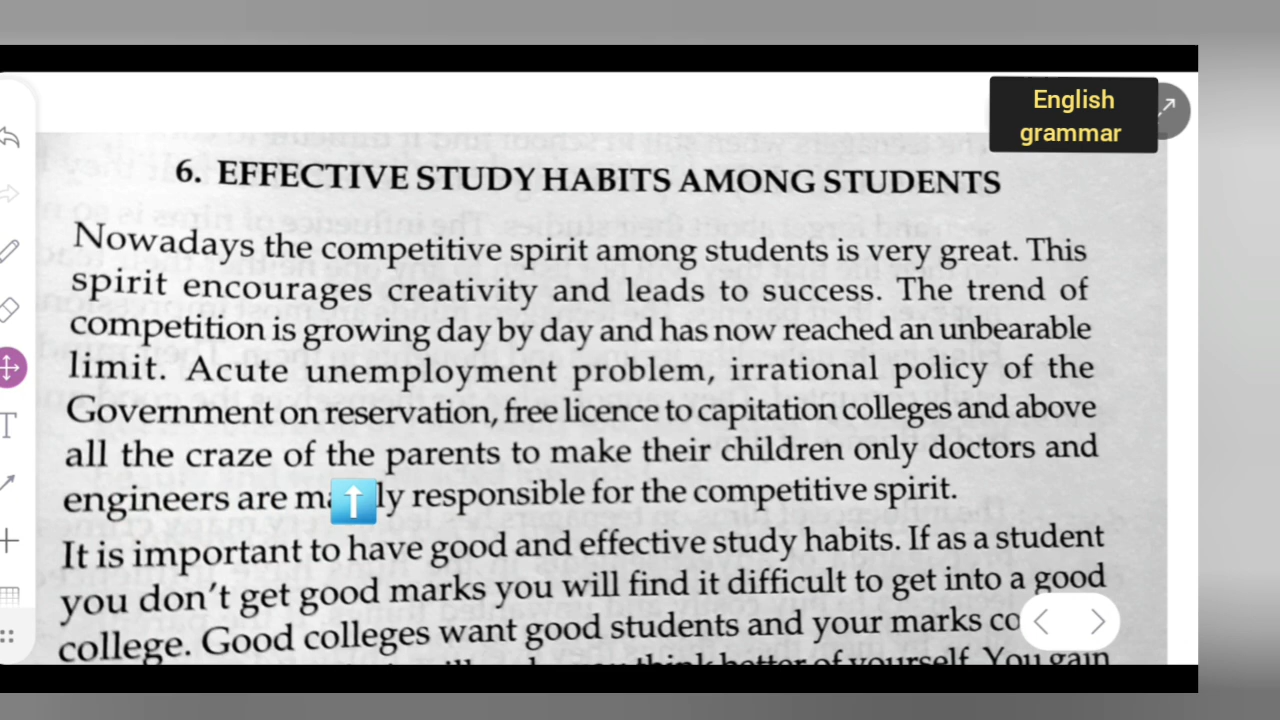 English
grammar
6. EFFECTIVE STUDY HABITS AMONG STUDENTS
Nowadays the competitive spirit among students is very great. This
spirit encourages creativity and leads to success. The trend of
competition is growing day by day and has now reached an unbearable
limit. Acute unemployment problem, irrational policy of the
Government on reservation, free licence to capitation colleges and above
all the craze of the parents to make their children only doctors and
engineers are responsible for the competitive spirit.
It is important to have good and effective study habits. If as a student
you don't get good marks you will find it difficult to get into a good
college. Good colleges want good students and your marks
think better of yourself. You gain